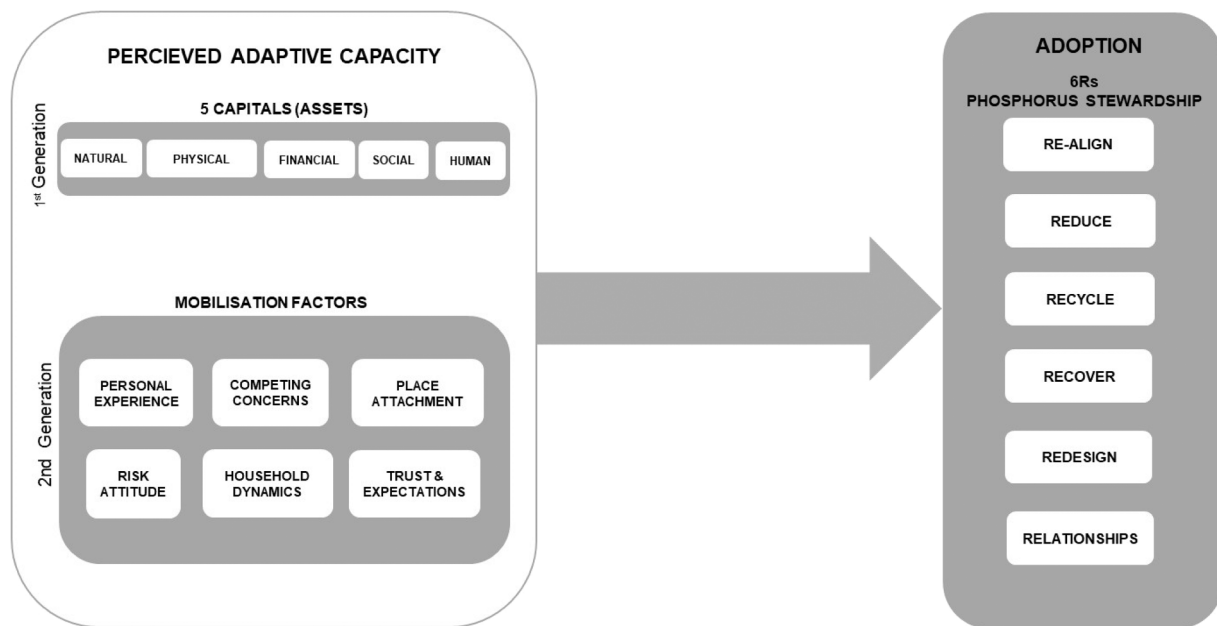 PERCIEVED ADAPTIVE CAPACITY
1st Generation
5 CAPITALS (ASSETS)
NATURAL
PHYSICAL
FINANCIAL
SOCIAL
HUMAN
2nd Generation
MOBILISATION FACTORS
PERSONAL
EXPERIENCE
COMPETING
CONCERNS
PLACE
ATTACHMENT
RISK
ATTITUDE
HOUSEHOLD
DYNAMICS
TRUST &
EXPECTATIONS
ADOPTION
6Rs
PHOSPHORUS STEWARDSHIP
RE-ALIGN
REDUCE
RECYCLE
RECOVER
REDESIGN
RELATIONSHIPS